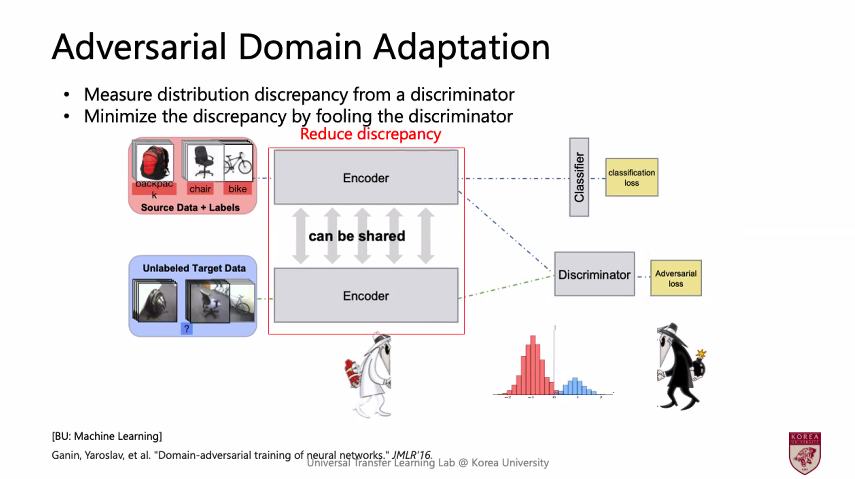 Adversarial Domain Adaptation
• Measure distribution discrepancy from a discriminator
• Minimize the discrepancy by fooling the discriminator
Reduce discrepancy
backpac
k
chair
bike
Source Data + Labels
Encoder
Classifier
classification
loss
can be shared
Unlabeled Target Data
?
Encoder
Discriminator
Adversarial
loss
[BU: Machine Learning]
Ganin, Yaroslav, et al. "Domain-adversarial training of neural networks." JMLR'16.
Universal Transfer Learning Lab @ Korea University
KOREA